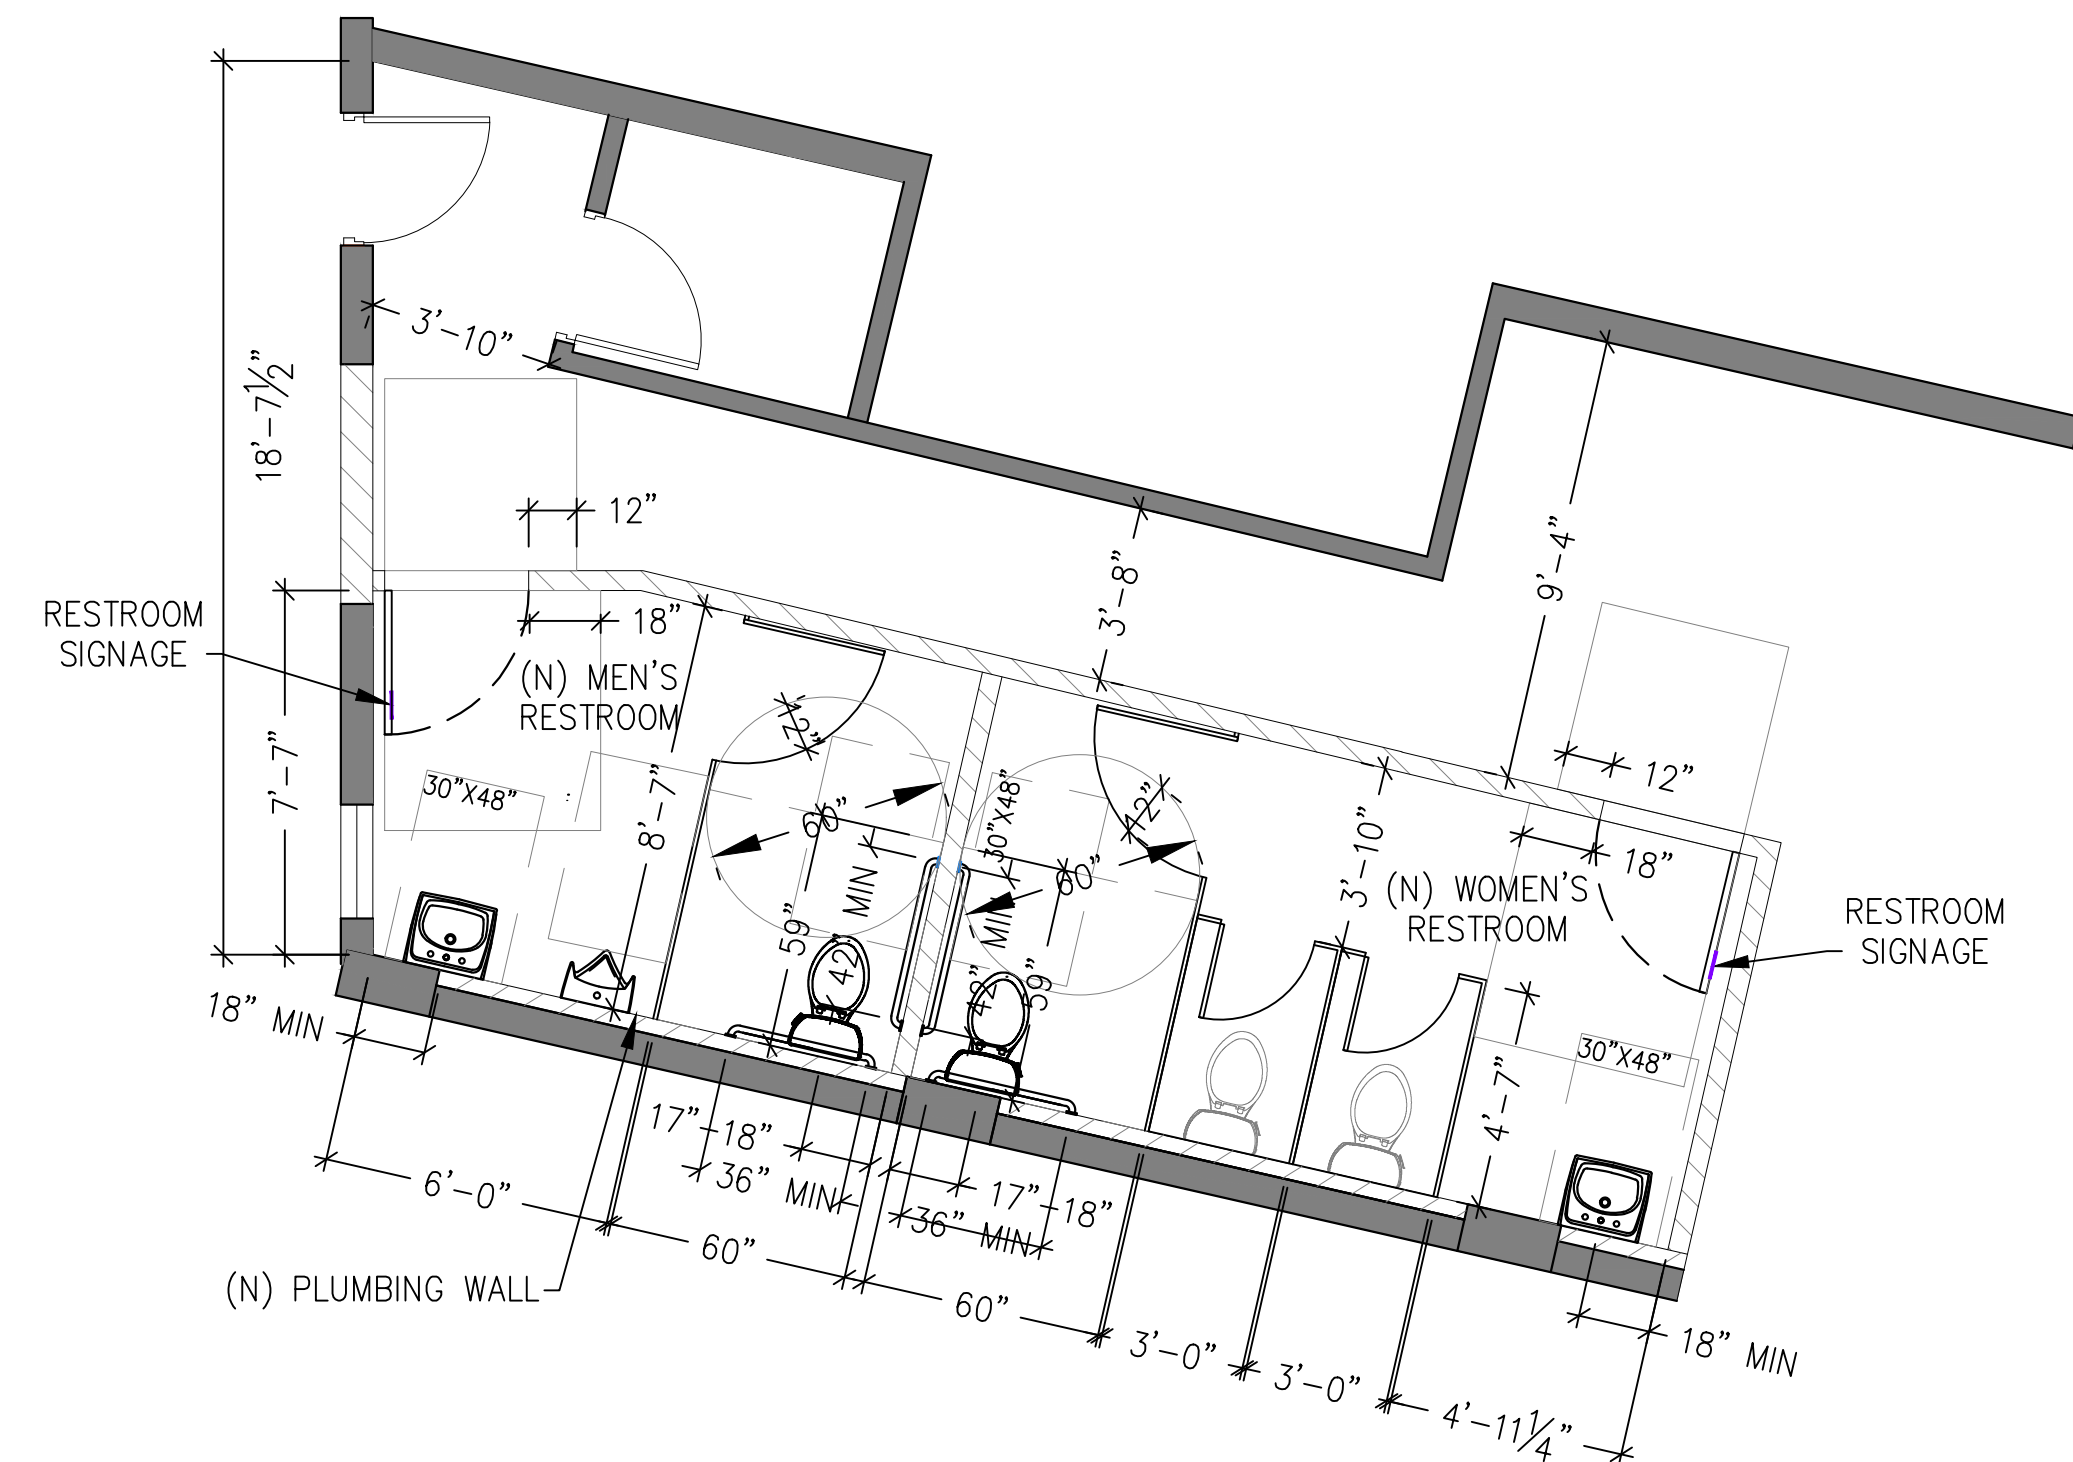 3'-10"
18'-7½"
12"
3'-8"
9'-4"
RESTROOM
SIGNAGE
18"
(N) MEN'S
RESTROOM
42"
7'-7"
30"X48"
8'-7"
60"
MIN
59"
42"
30"X48"
42"
60"
MIN
42"
59"
3'-10"
12"
18"
(N) WOMEN'S
RESTROOM
RESTROOM
SIGNAGE
30"X48"
4'-7"
18" MIN
17"-18"
36" MIN
17"-18"
36" MIN
6'-0"
60"
(N) PLUMBING WALL
60"
3'-0"
3'-0"
4'-11¼"
18" MIN